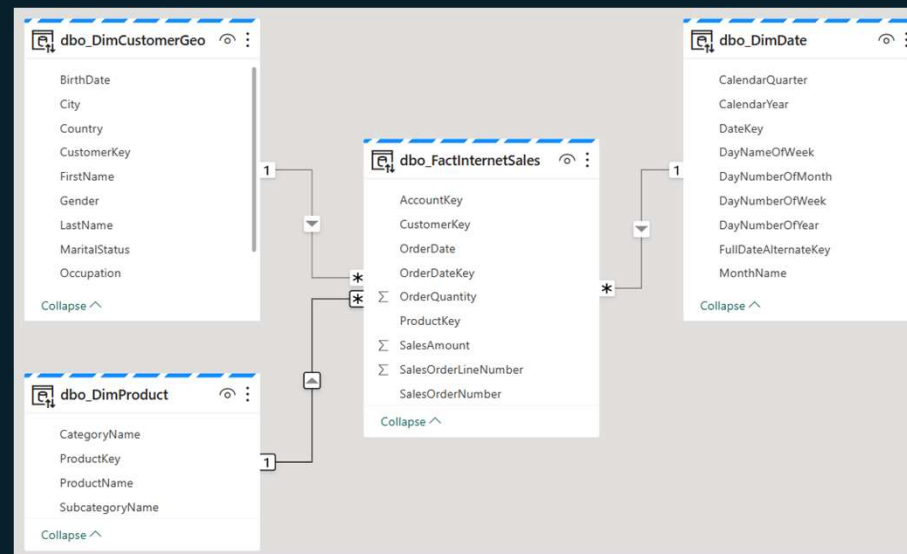 dbo_DimCustomerGeo
BirthDate
City
Country
CustomerKey
FirstName
Gender
LastName
MaritalStatus
Occupation
Collapse
1
dbo_DimProduct
CategoryName
ProductKey
ProductName
SubcategoryName
Collapse
1
dbo_FactInternetSales
AccountKey
CustomerKey
OrderDate
OrderDateKey
Σ OrderQuantity
ProductKey
Σ SalesAmount
Σ SalesOrderLineNumber
SalesOrderNumber
Collapse
*
*
*
dbo_DimDate
CalendarQuarter
CalendarYear
DateKey
DayNameOfWeek
DayNumberOfMonth
DayNumberOfWeek
DayNumberOfYear
FullDateAlternateKey
MonthName
Collapse
1